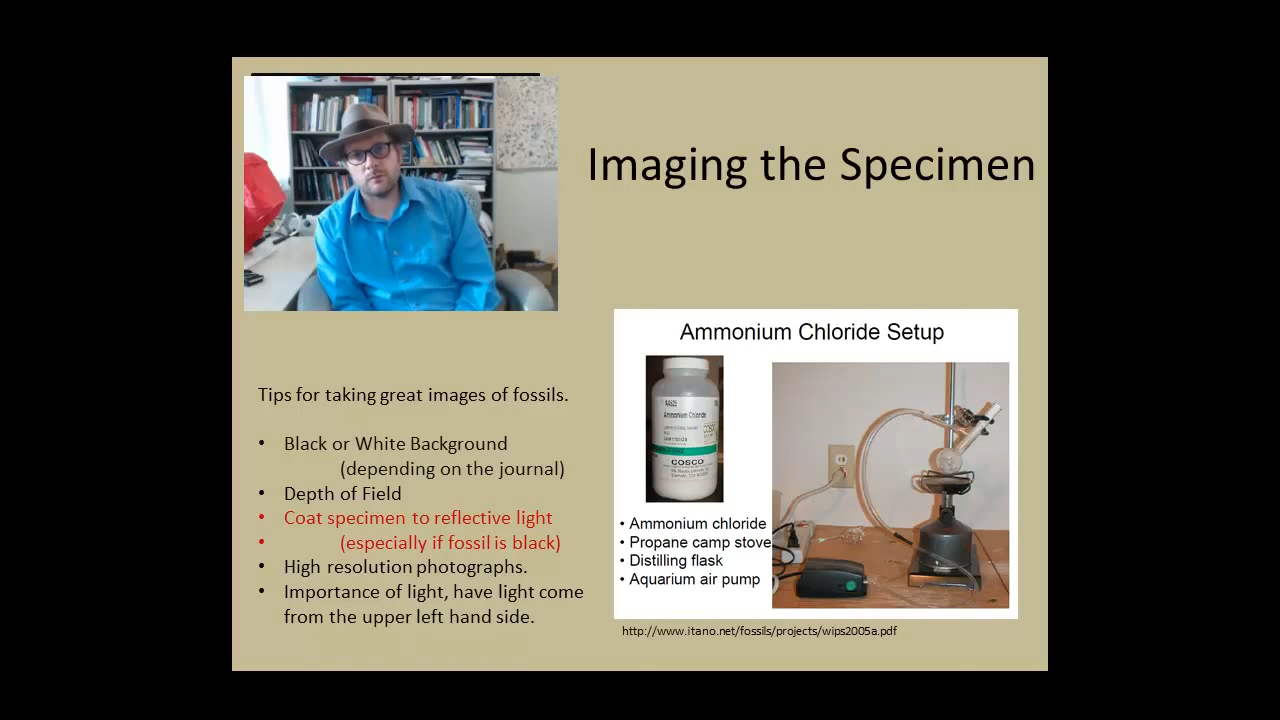 Imaging the Specimen
Tips for taking great images of fossils.
• Black or White Background
(depending on the journal)
• Depth of Field
• Coat specimen to reflective light
• (especially if fossil is black)
• High resolution photographs.
• Importance of light, have light come
from the upper left hand side.
Ammonium Chloride Setup
Ammonium Chloride
COSCO
• Ammonium chloride
• Propane camp stove
• Distilling flask
• Aquarium air pump
http://www.itano.net/fossils/projects/wips2005a.pdf